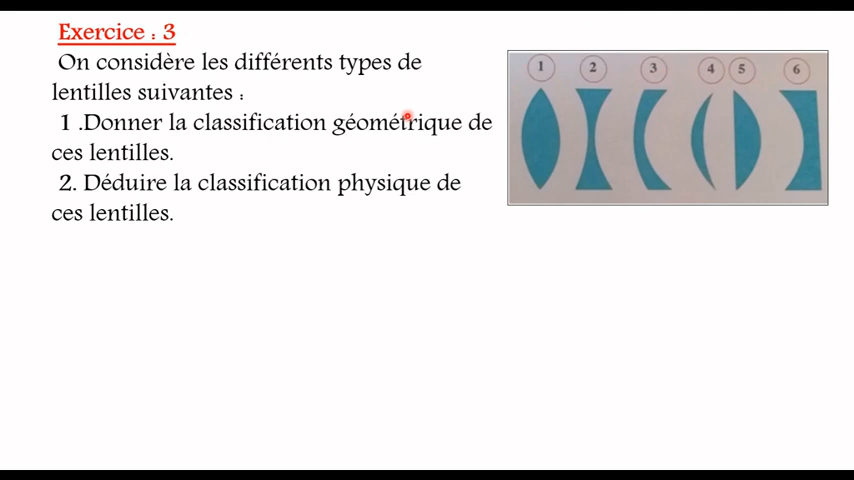 Exercice : 3
On considère les différents types de
lentilles suivantes :
1 .Donner la classification géométrique de
ces lentilles.
2. Déduire la classification physique de
ces lentilles.
1 2 3 4 5 6